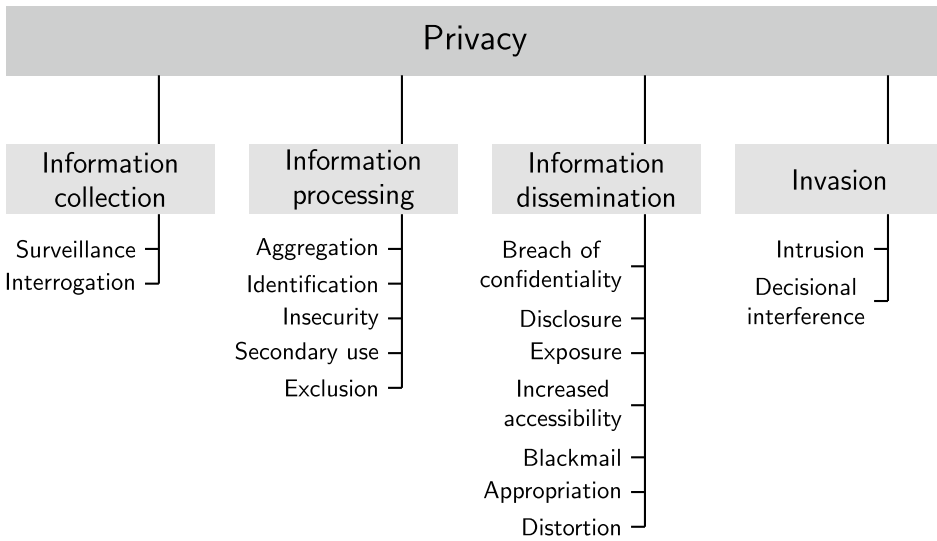 Privacy
Information
collection
Surveillance
Interrogation
Information
processing
Aggregation
Identification
Insecurity
Secondary use
Exclusion
Information
dissemination
Breach of
confidentiality
Disclosure
Exposure
Increased
accessibility
Blackmail
Appropriation
Distortion
Invasion
Intrusion
Decisional
interference